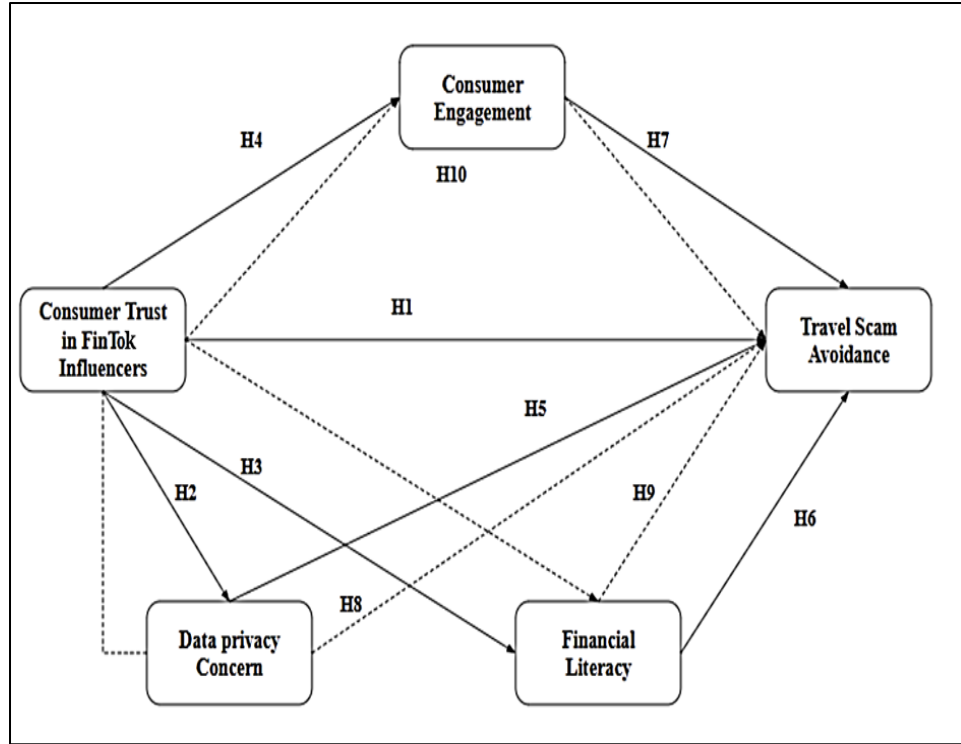 Consumer
Engagement
H4
H7
H10
Consumer Trust
in FinTok
Influencers
H1
Travel Scam
Avoidance
H5
H3
H2
H9
H6
H8
Data privacy
Concern
Financial
Literacy